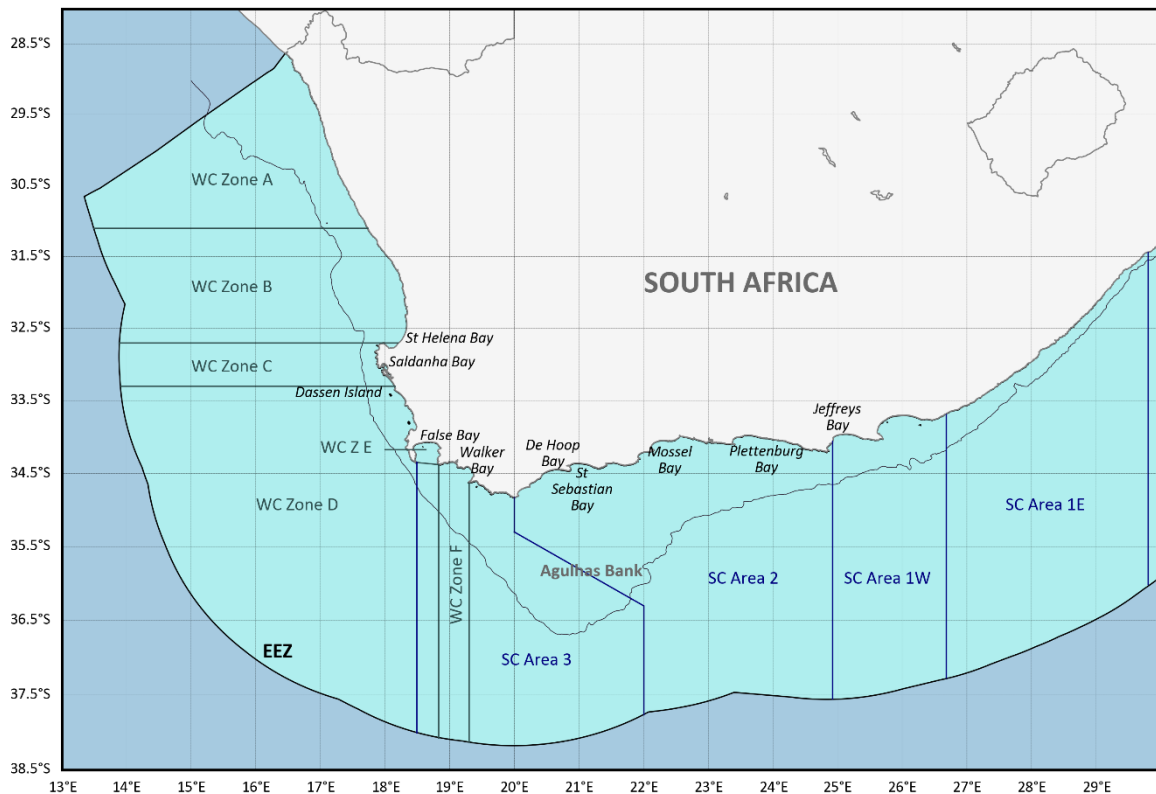 28.5°S
29.5°S
30.5°S
31.5°S
32.5°S
33.5°S
34.5°S
35.5°S
36.5°S
37.5°S
38.5°S
WC Zone A
WC Zone B
WC Zone C
WC Z E
WC Zone D
WC Zone F
SOUTH AFRICA
St Helena Bay
Saldanha Bay
Dassen Island
False Bay
Walker
Bay
De Hoop
Bay
St
Sebastian
Bay
Mossel
Bay
Plettenburg
Bay
Jeffreys
Bay
Agulhas Bank
SC Area 3
SC Area 2
SC Area 1W
SC Area 1E
EEZ
13°E
14°E
15°E
16°E
17°E
18°E
19°E
20°E
21°E
22°E
23°E
24°E
25°E
26°E
27°E
28°E
29°E